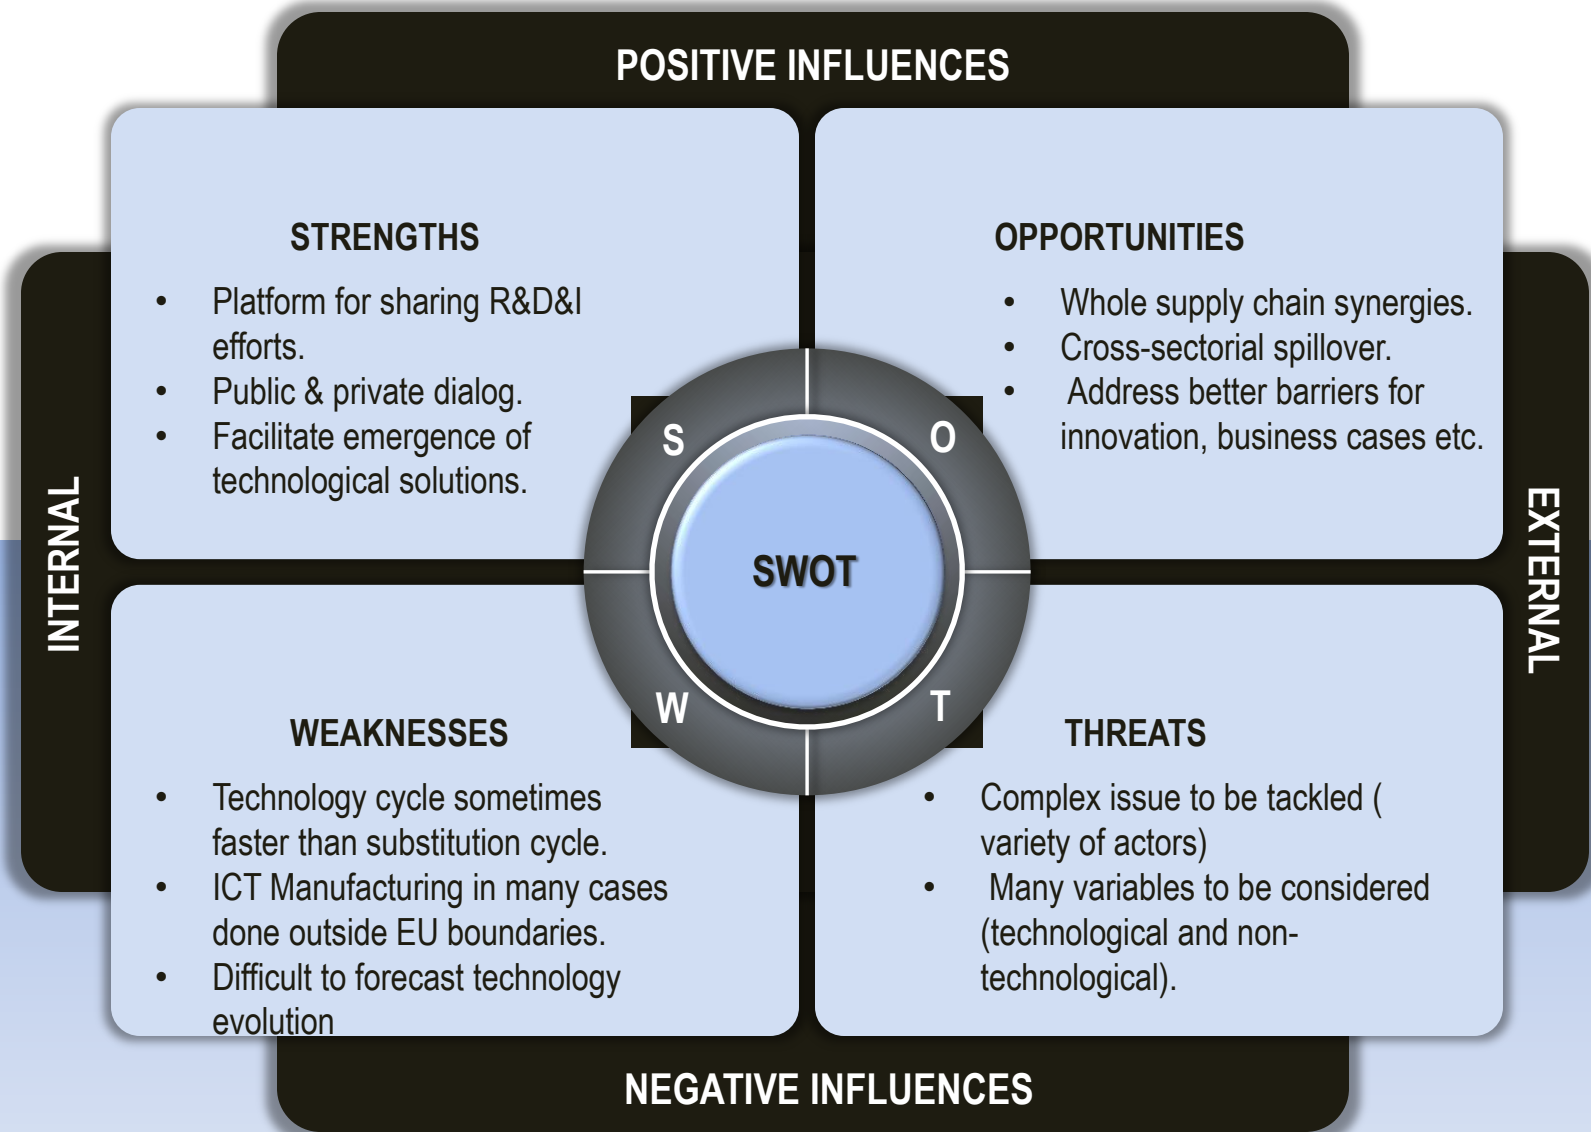 POSITIVE INFLUENCES
STRENGTHS
• Platform for sharing R&D&I
efforts.
• Public & private dialog.
• Facilitate emergence of
technological solutions.
OPPORTUNITIES
• Whole supply chain synergies.
• Cross-sectorial spillover.
• Address better barriers for
innovation, business cases etc.
INTERNAL
S
O
SWOT
W
T
EXTERNAL
WEAKNESSES
• Technology cycle sometimes
faster than substitution cycle.
• ICT Manufacturing in many cases
done outside EU boundaries.
• Difficult to forecast technology
evolution
THREATS
• Complex issue to be tackled (
variety of actors)
• Many variables to be considered
(technological and non-
technological).
NEGATIVE INFLUENCES